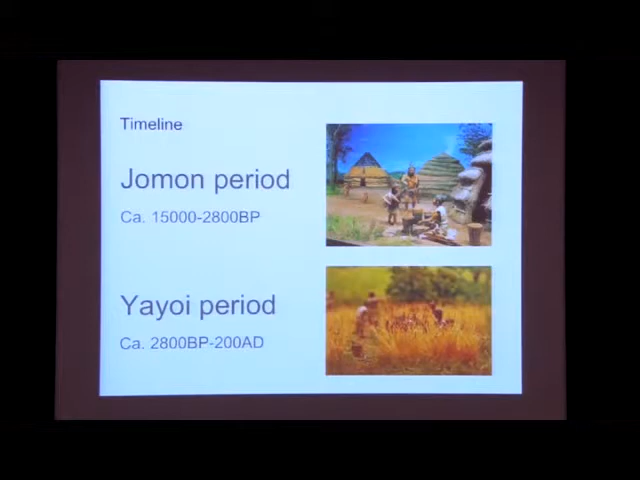 Timeline
Jomon period
Ca. 15000-2800BP
Yayoi period
Ca. 2800BP-200AD